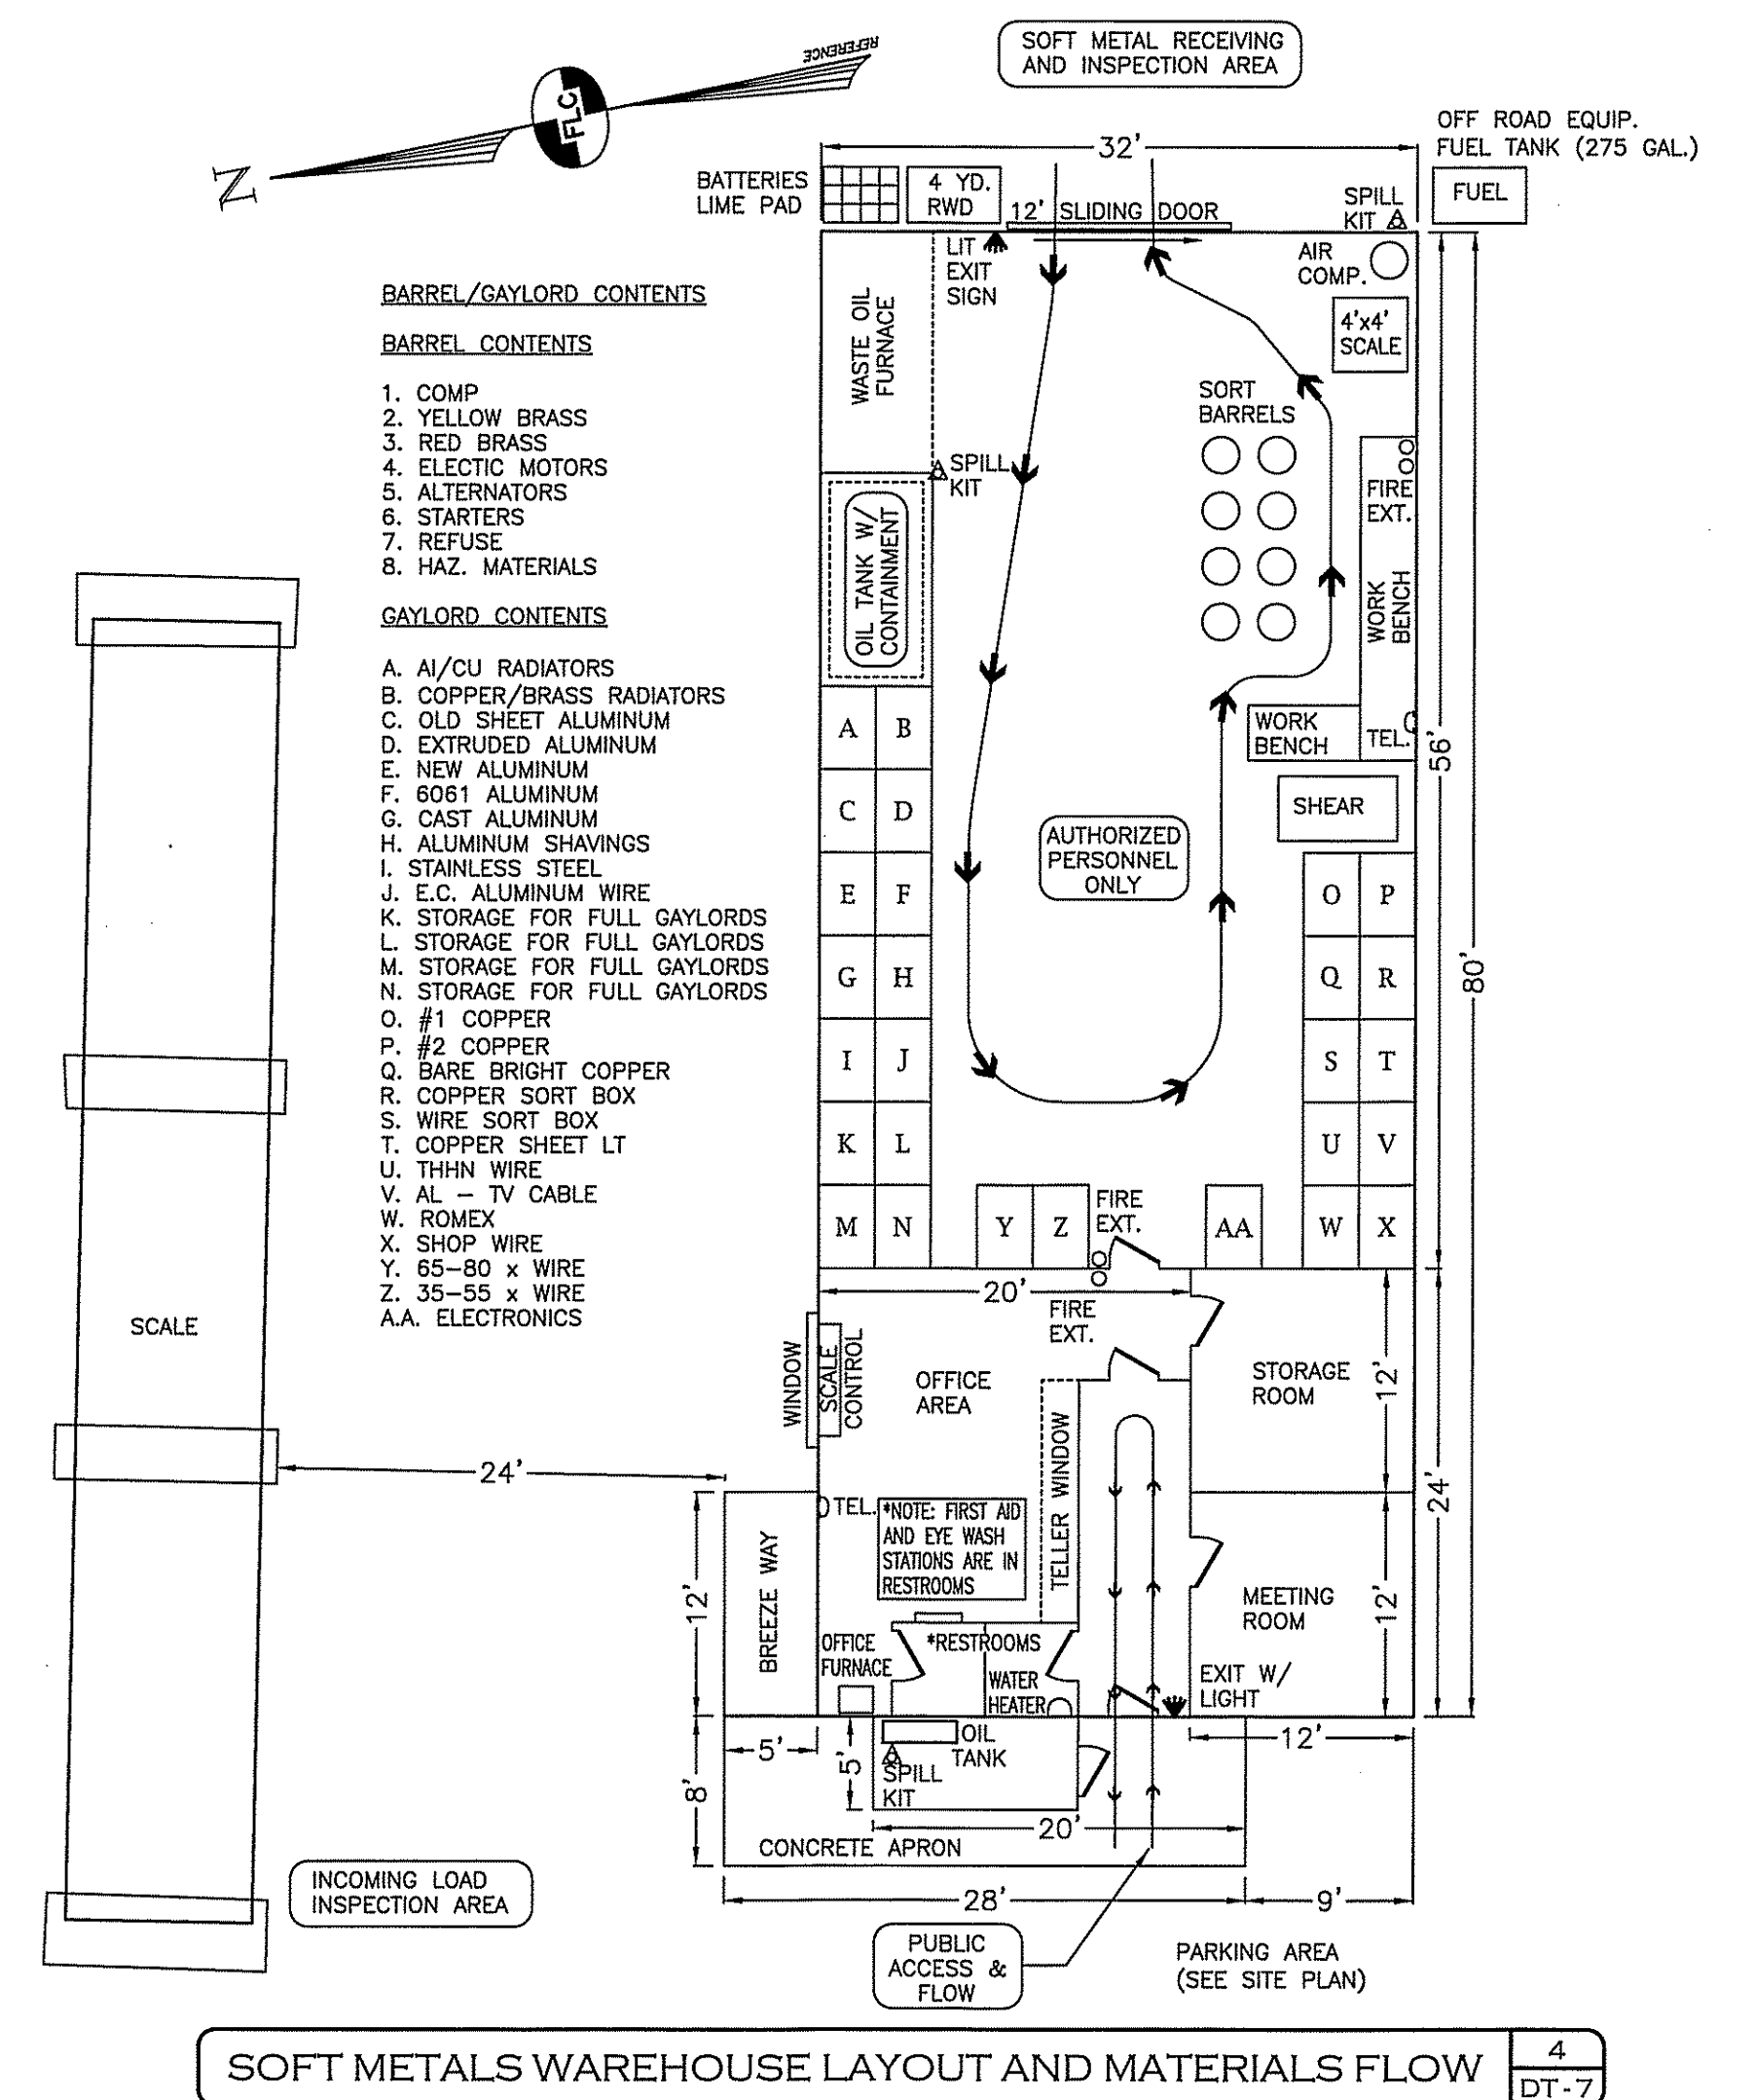 REFERENCE
FLC
N
SOFT METAL RECEIVING
AND INSPECTION AREA
OFF ROAD EQUIP.
FUEL TANK (275 GAL.)
32'
BATTERIES
LIME PAD
4 YD.
RWD
12' SLIDING DOOR
SPILL
KIT
FUEL
LIT
EXIT
SIGN
AIR
COMP.
4'x4'
SCALE
WASTE OIL
FURNACE
SORT
BARRELS
SPILL
KIT
FIRE
EXT.
OIL TANK W/
CONTAINMENT
WORK
BENCH
WORK
BENCH
TEL.
SHEAR
56'
80'
AUTHORIZED
PERSONNEL
ONLY
BARREL/GAYLORD CONTENTS
BARREL CONTENTS
1. COMP
2. YELLOW BRASS
3. RED BRASS
4. ELECTIC MOTORS
5. ALTERNATORS
6. STARTERS
7. REFUSE
8. HAZ. MATERIALS
GAYLORD CONTENTS
A. Al/CU RADIATORS
B. COPPER/BRASS RADIATORS
C. OLD SHEET ALUMINUM
D. EXTRUDED ALUMINUM
E. NEW ALUMINUM
F. 6061 ALUMINUM
G. CAST ALUMINUM
H. ALUMINUM SHAVINGS
I. STAINLESS STEEL
J. E.C. ALUMINUM WIRE
K. STORAGE FOR FULL GAYLORDS
L. STORAGE FOR FULL GAYLORDS
M. STORAGE FOR FULL GAYLORDS
N. STORAGE FOR FULL GAYLORDS
O. #1 COPPER
P. #2 COPPER
Q. BARE BRIGHT COPPER
R. COPPER SORT BOX
S. WIRE SORT BOX
T. COPPER SHEET LT
U. THHN WIRE
V. AL – TV CABLE
W. ROMEX
X. SHOP WIRE
Y. 65–80 x WIRE
Z. 35–55 x WIRE
A.A. ELECTRONICS
A B
C D
E F O P
G H Q R
I J S T
K L U V
M N Y Z AA W X
FIRE
EXT.
20'
FIRE
EXT.
SCALE
WINDOW
SCALE
CONTROL
OFFICE
AREA
STORAGE
ROOM
12'
TELLER WINDOW
24'
24'
TEL.
*NOTE: FIRST AID
AND EYE WASH
STATIONS ARE IN
RESTROOMS
BREEZE WAY
12'
MEETING
ROOM
12'
OFFICE
FURNACE
*RESTROOMS
WATER
HEATER
EXIT W/
LIGHT
5'
8'
5'
OIL
TANK
SPILL
KIT
12'
20'
CONCRETE APRON
INCOMING LOAD
INSPECTION AREA
28'
9'
PUBLIC
ACCESS &
FLOW
PARKING AREA
(SEE SITE PLAN)
SOFT METALS WAREHOUSE LAYOUT AND MATERIALS FLOW
4
DT-7